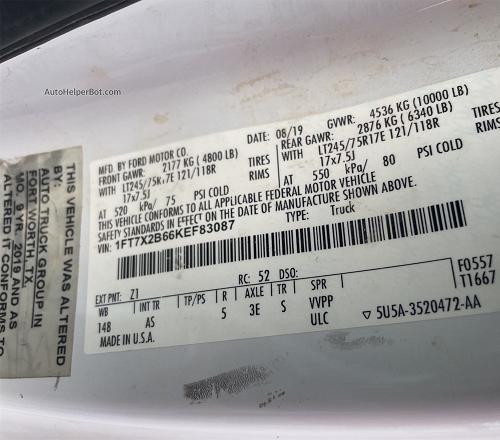 AutoHelperBot.com
THIS VEHICLE WAS ALTERED
BY:
AUTO TRUCK GROUP IN
FORT WORTH, TX.
MO. 9 YR. 2019 AND AS
ALTERED IT CONFORMS TO
MFD. BY FORD MOTOR CO.
DATE: 08/19 GVWR: 4536 KG (10000 LB)
FRONT GAWR: 2177 KG (4800 LB) REAR GAWR: 2876 KG (6340 LB)
WITH LT245/75R17E 121/118R TIRES WITH LT245/75R17E 121/118R TIRES
17x7.5J RIMS 17x7.5J RIMS
AT 520 kPa/ 75 PSI COLD AT 550 kPa/ 80 PSI COLD
THIS VEHICLE CONFORMS TO ALL APPLICABLE FEDERAL MOTOR VEHICLE
SAFETY STANDARDS IN EFFECT ON THE DATE OF MANUFACTURE SHOWN ABOVE.
VIN: 1FT7X2B66KEF83087 TYPE: Truck
F0557
T1667
EXT PNT: Z1 RC: 52 DSO:
WB INT TR TP/PS R AXLE TR SPR
148 AS 5 3E S VVPP
ULC
MADE IN U.S.A. ▽ 5U5A-3520472-AA